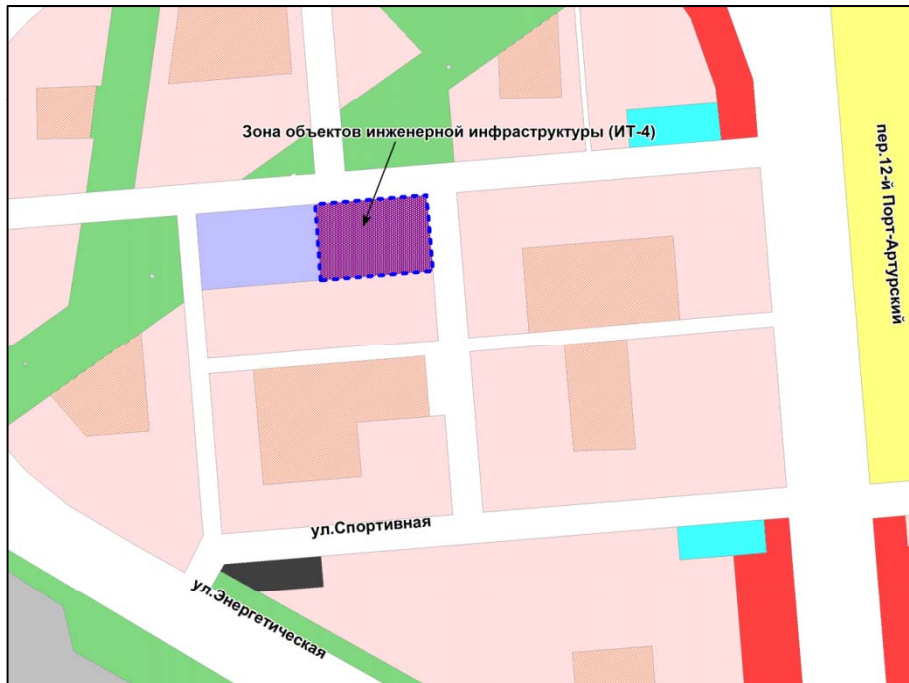 Зона объектов инженерной инфраструктуры (ИТ-4)
пер.12-й Порт-Артурский
ул.Спортивная
ул.Энергетическая